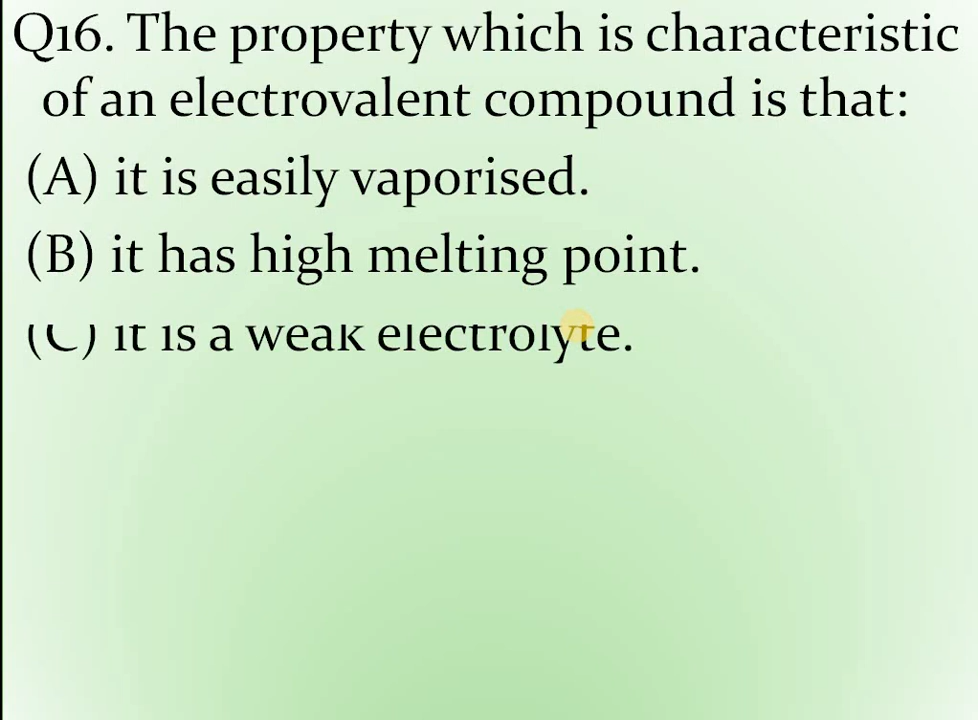 Q16. The property which is characteristic
of an electrovalent compound is that:
(A) it is easily vaporised.
(B) it has high melting point.
(C) it is a weak electrolyte.